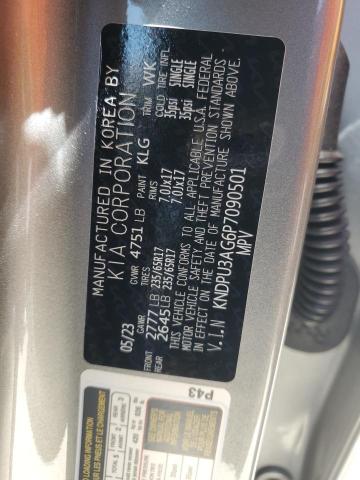 MANUFACTURED IN KOREA BY
KIA CORPORATION
05/23 GVWR 4751 LB PAINT KLG TRIM WK
RIMS COLD TIRE INFL.
FRONT 2777 LB 235/65R17 7.0JX17 35psi SINGLE
REAR 2645 LB 235/65R17 7.0JX17 35psi SINGLE
THIS VEHICLE CONFORMS TO ALL APPLICABLE U.S.A. FEDERAL
MOTOR VEHICLE SAFETY AND THEFT PREVENTION STANDARDS
IN EFFECT ON THE DATE OF MANUFACTURE SHOWN ABOVE.
V.I.N KNDPU3AG6P7090501
MPV
P43
LOADING INFORMATION